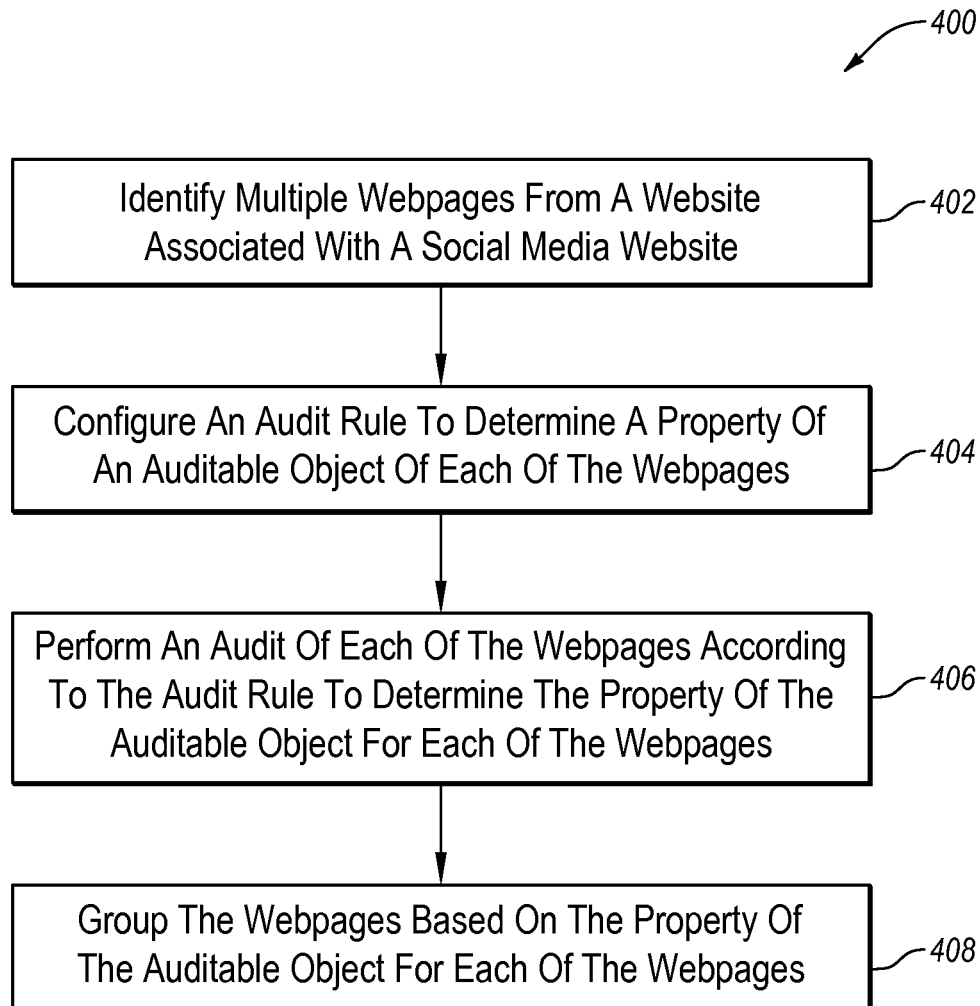 400
Identify Multiple Webpages From A Website
Associated With A Social Media Website
402
Configure An Audit Rule To Determine A Property Of
An Auditable Object Of Each Of The Webpages
404
Perform An Audit Of Each Of The Webpages According
To The Audit Rule To Determine The Property Of The
Auditable Object For Each Of The Webpages
406
Group The Webpages Based On The Property Of
The Auditable Object For Each Of The Webpages
408